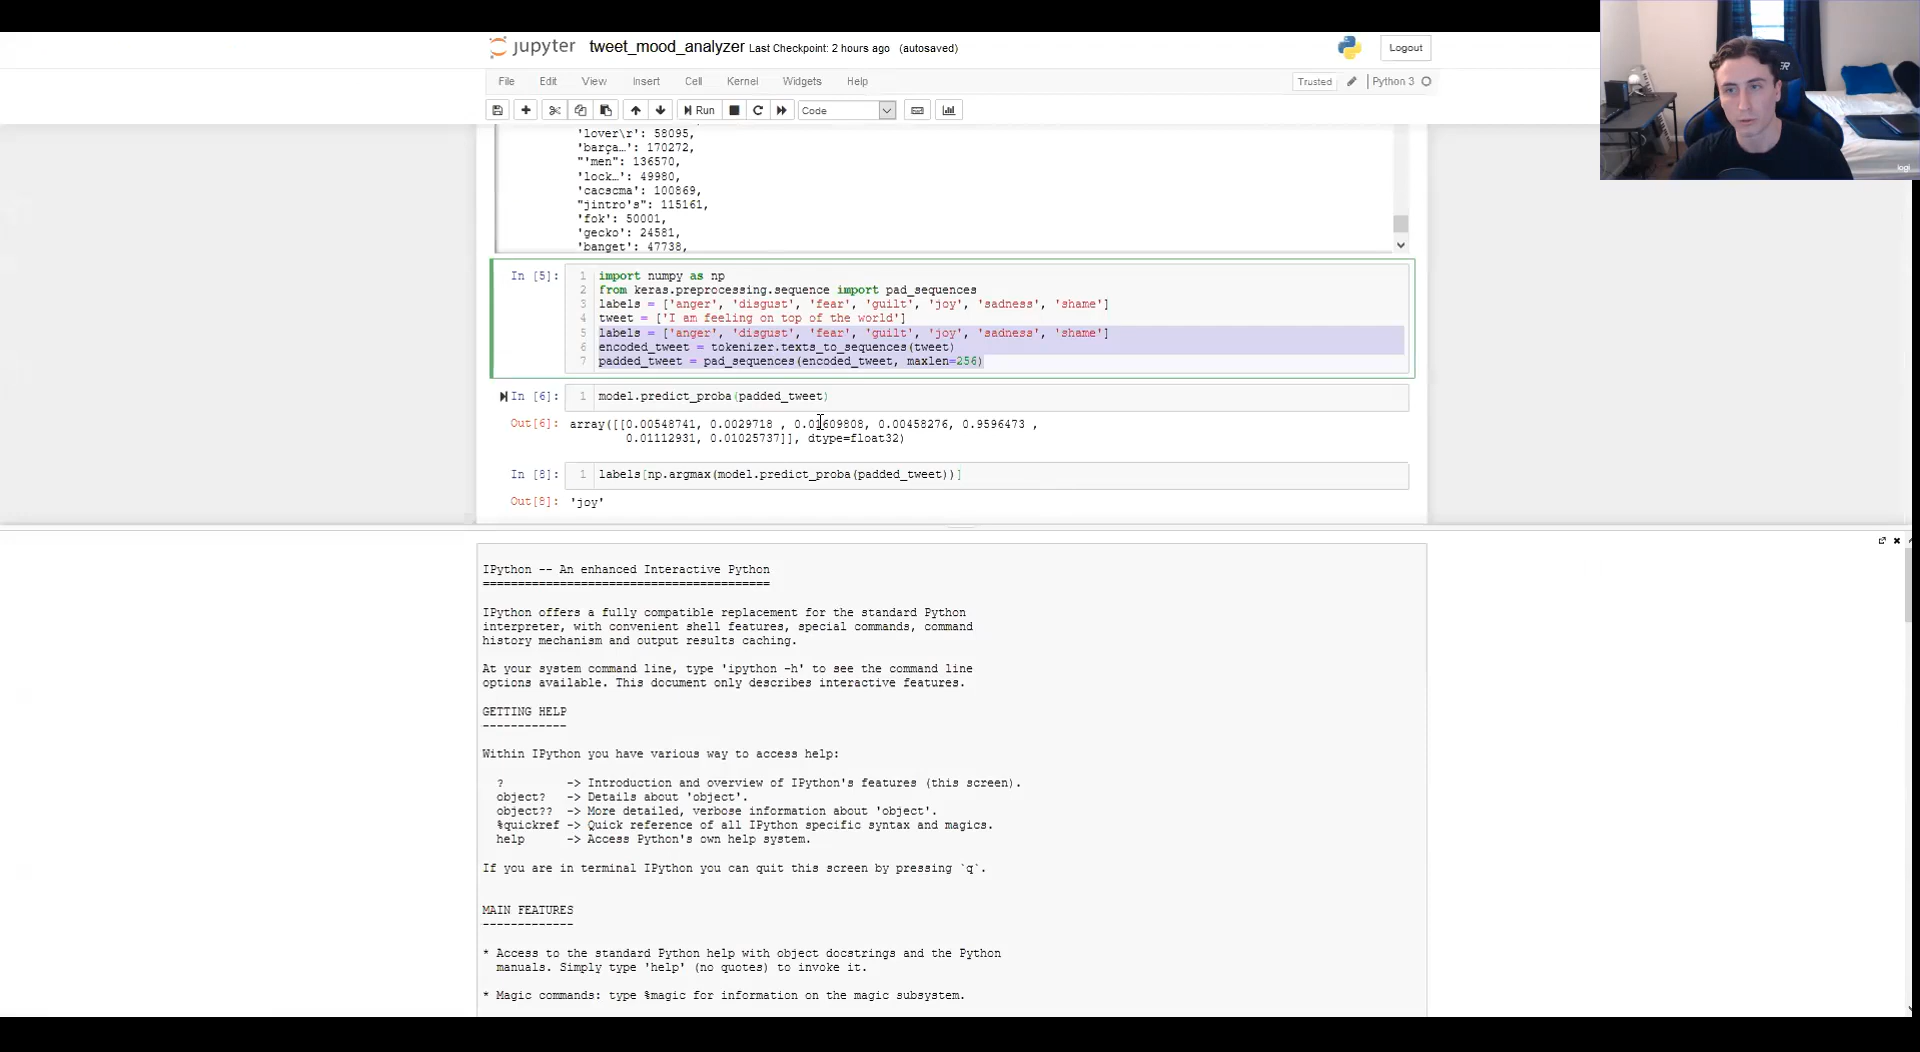 jupyter tweet_mood_analyzer Last Checkpoint: 2 hours ago (autosaved)
Logout
File Edit View Insert Cell Kernel Widgets Help
Trusted Python 3
Run Code
'lover\r': 58095,
'barça…': 170272,
"'men": 136570,
'lock…': 49980,
'cacscma': 100869,
"jintro's": 115161,
'fok': 50001,
'gecko': 24581,
'banget': 47738,
In [5]:
1 import numpy as np
2 from keras.preprocessing.sequence import pad_sequences
3 labels = ['anger', 'disgust', 'fear', 'guilt', 'joy', 'sadness', 'shame']
4 tweet = ['I am feeling on top of the world']
5 labels = ['anger', 'disgust', 'fear', 'guilt', 'joy', 'sadness', 'shame']
6 encoded_tweet = tokenizer.texts_to_sequences(tweet)
7 padded_tweet = pad_sequences(encoded_tweet, maxlen=256)
In [6]: 1 model.predict_proba(padded_tweet)
Out[6]: array([[0.00548741, 0.0029718 , 0.01609808, 0.00458276, 0.9596473 ,
0.01112931, 0.01025737]], dtype=float32)
In [8]: 1 labels[np.argmax(model.predict_proba(padded_tweet))]
Out[8]: 'joy'
IPython -- An enhanced Interactive Python
=========================================
IPython offers a fully compatible replacement for the standard Python
interpreter, with convenient shell features, special commands, command
history mechanism and output results caching.
At your system command line, type 'ipython -h' to see the command line
options available. This document only describes interactive features.
GETTING HELP
------------
Within IPython you have various way to access help:
? -> Introduction and overview of IPython's features (this screen).
object? -> Details about 'object'.
object?? -> More detailed, verbose information about 'object'.
%quickref -> Quick reference of all IPython specific syntax and magics.
help -> Access Python's own help system.
If you are in terminal IPython you can quit this screen by pressing `q`.
MAIN FEATURES
-------------
* Access to the standard Python help with object docstrings and the Python
manuals. Simply type 'help' (no quotes) to invoke it.
* Magic commands: type %magic for information on the magic subsystem.
logi